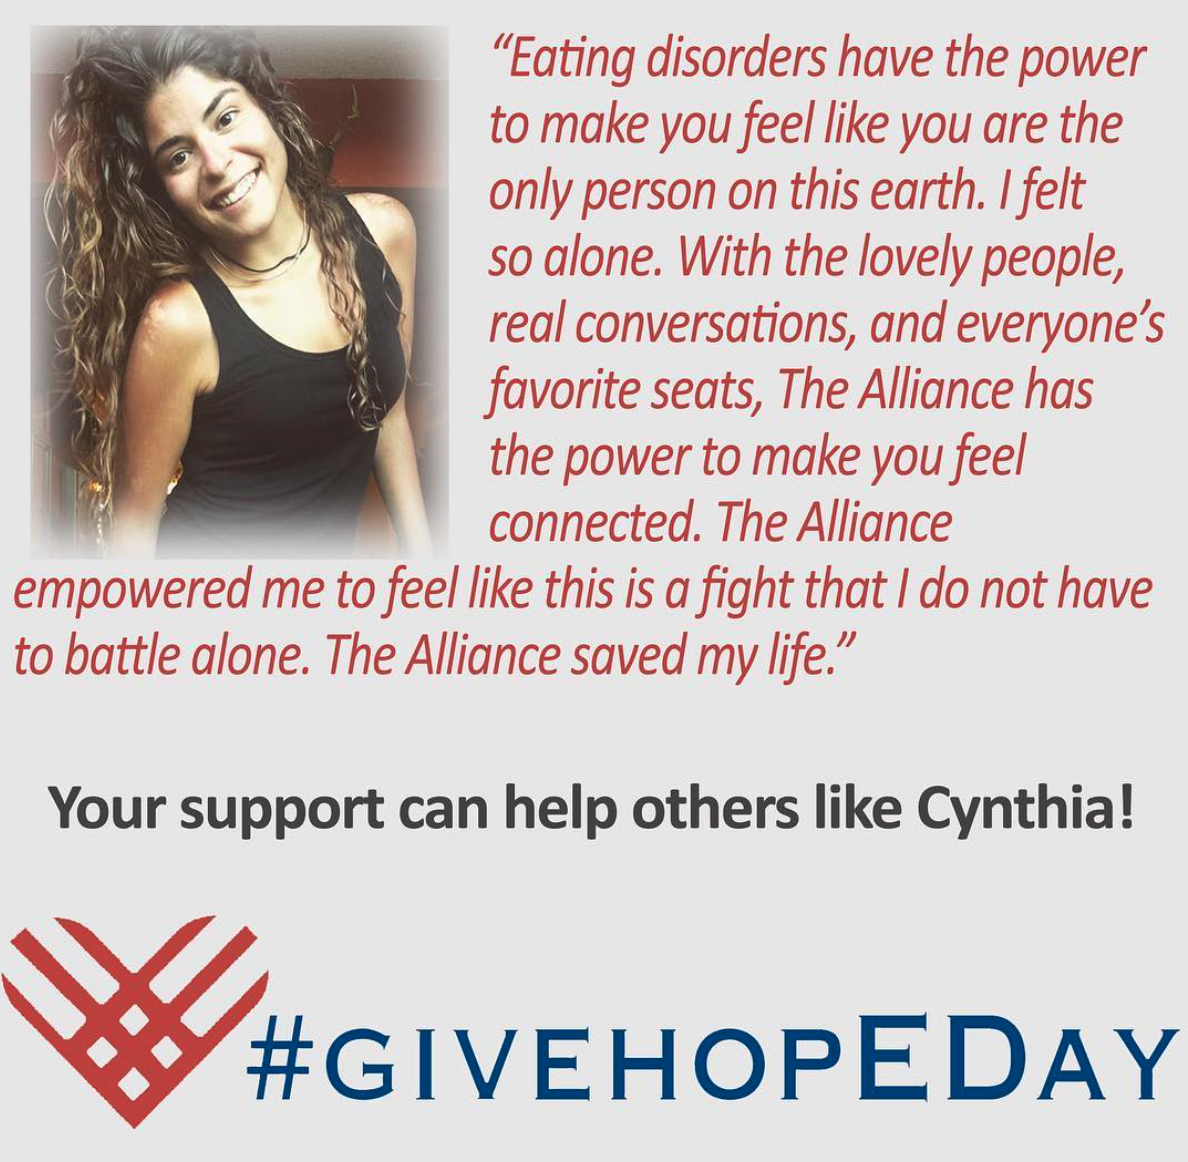 “Eating disorders have the power
to make you feel like you are the
only person on this earth. I felt
so alone. With the lovely people,
real conversations, and everyone’s
favorite seats, The Alliance has
the power to make you feel
connected. The Alliance
empowered me to feel like this is a fight that I do not have
to battle alone. The Alliance saved my life.”
Your support can help others like Cynthia!
#GIVEHOPEDAY